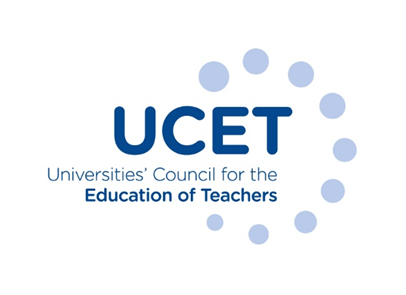 UCET
Universities’ Council for the
Education of Teachers